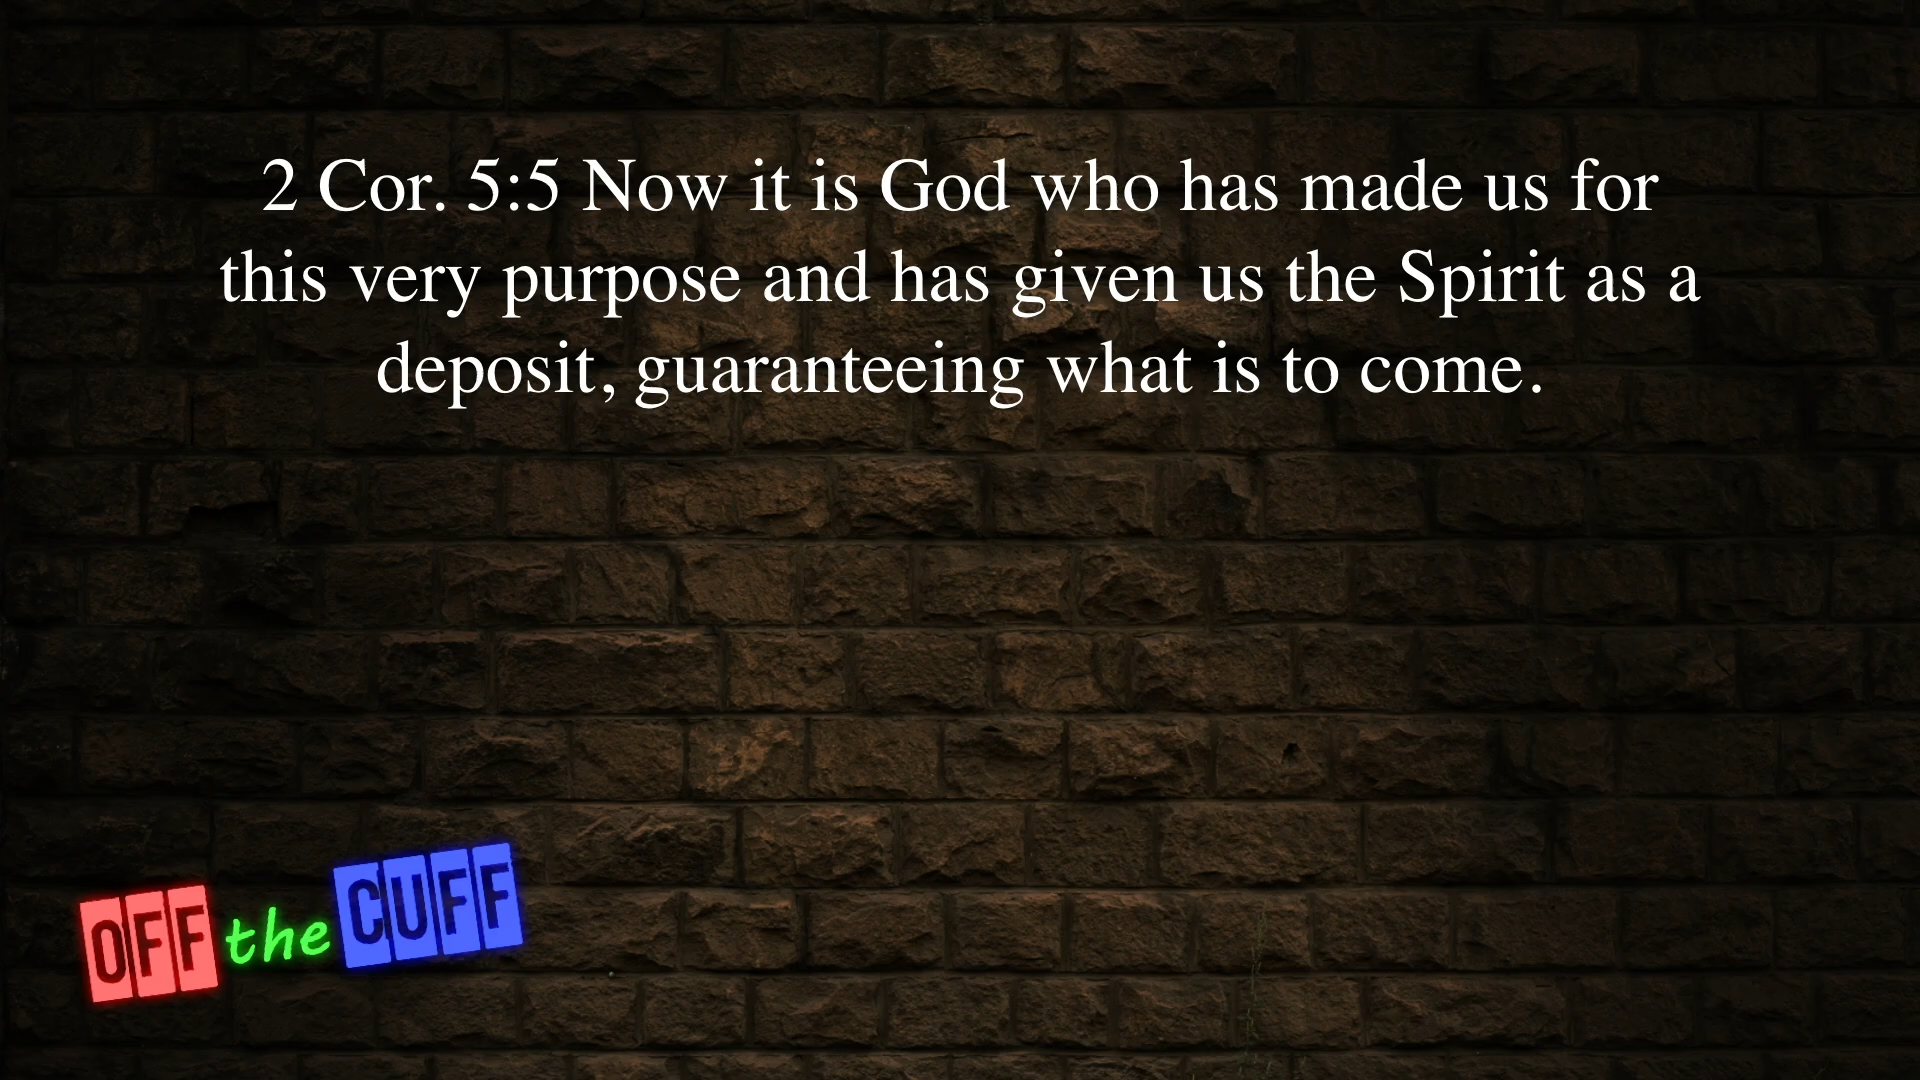 2 Cor. 5:5 Now it is God who has made us for
this very purpose and has given us the Spirit as a
deposit, guaranteeing what is to come.
OFF the CUFF